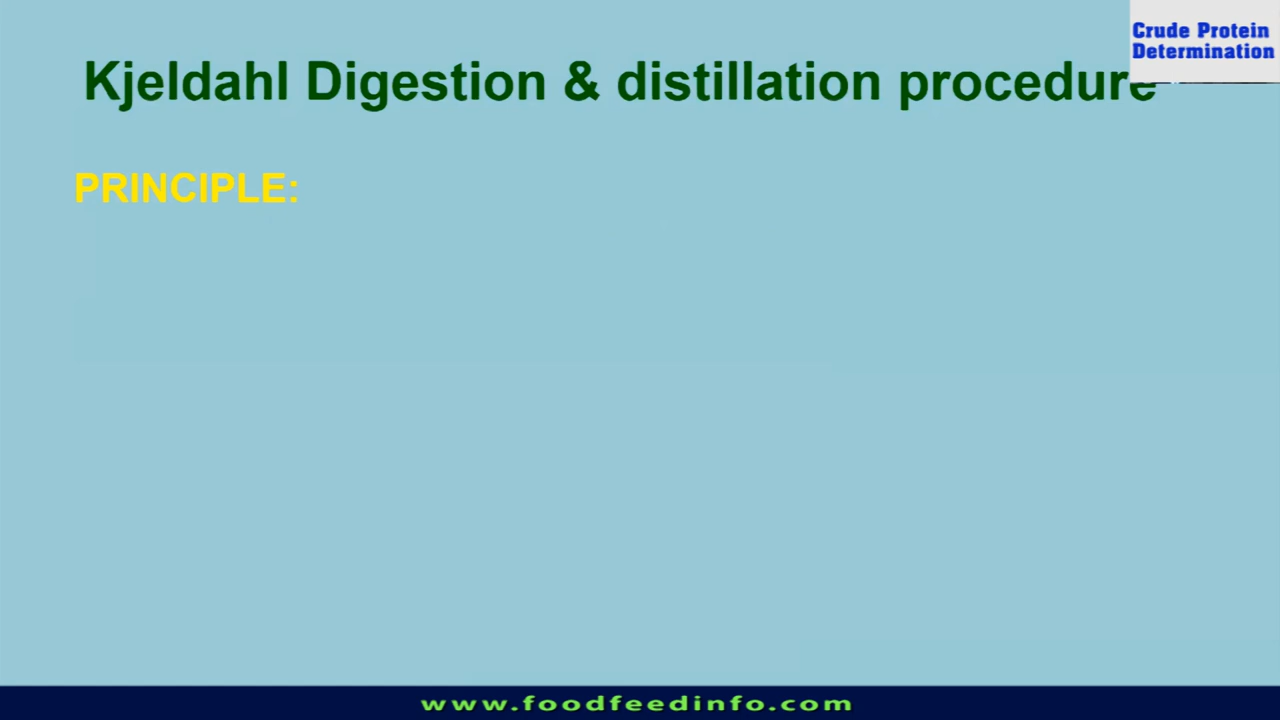 Crude Protein
Determination
Kjeldahl Digestion & distillation procedure
PRINCIPLE:
www.foodfeedinfo.com